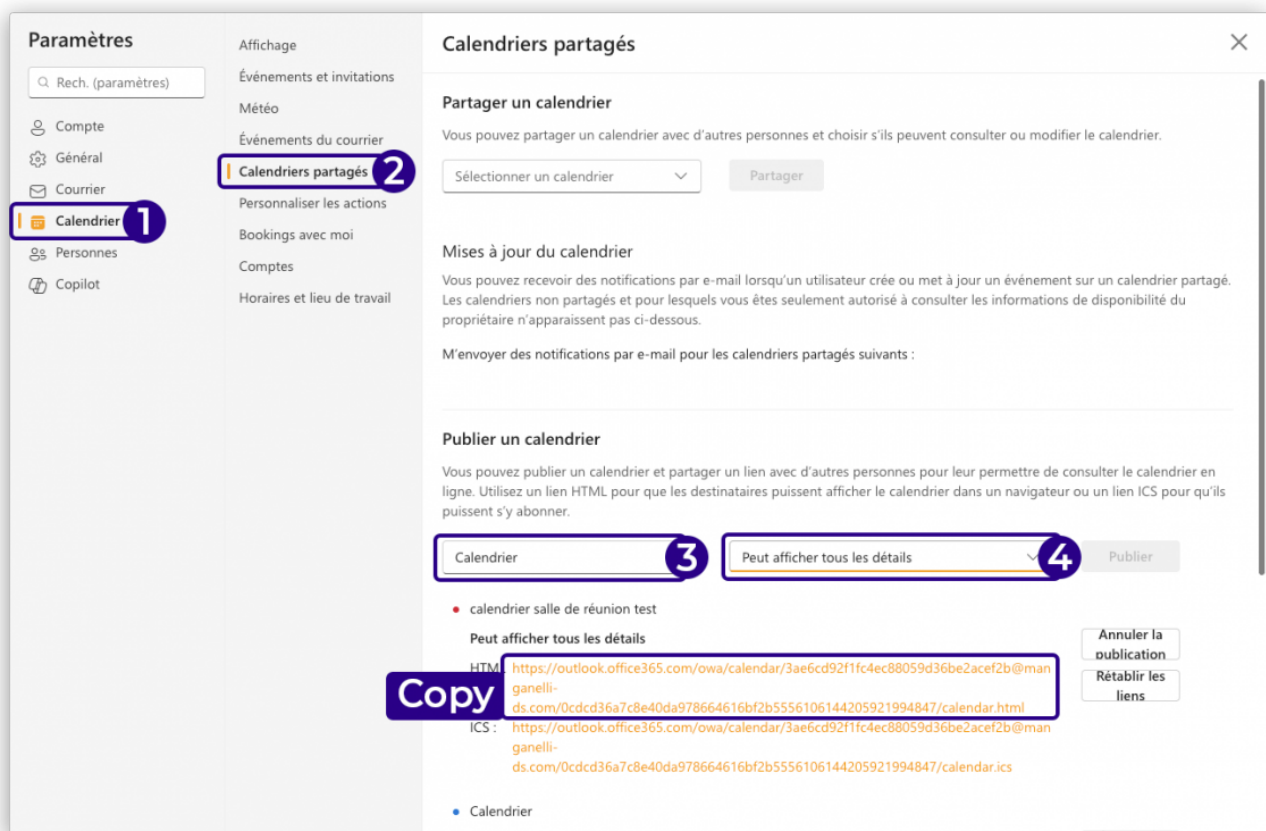 Paramètres
Rech. (paramètres)
Compte
Général
Courrier
Calendrier 1
Personnes
Copilot
Affichage
Événements et invitations
Météo
Événements du courrier
Calendriers partagés 2
Personnaliser les actions
Bookings avec moi
Comptes
Horaires et lieu de travail
Calendriers partagés
Partager un calendrier
Vous pouvez partager un calendrier avec d'autres personnes et choisir s'ils peuvent consulter ou modifier le calendrier.
Sélectionner un calendrier
Partager
Mises à jour du calendrier
Vous pouvez recevoir des notifications par e-mail lorsqu'un utilisateur crée ou met à jour un événement sur un calendrier partagé.
Les calendriers non partagés et pour lesquels vous êtes seulement autorisé à consulter les informations de disponibilité du
propriétaire n'apparaissent pas ci-dessous.
M'envoyer des notifications par e-mail pour les calendriers partagés suivants :
Publier un calendrier
Vous pouvez publier un calendrier et partager un lien avec d'autres personnes pour leur permettre de consulter le calendrier en
ligne. Utilisez un lien HTML pour que les destinataires puissent afficher le calendrier dans un navigateur ou un lien ICS pour qu'ils
puissent s'y abonner.
Calendrier 3
Peut afficher tous les détails 4
Publier
calendrier salle de réunion test
Peut afficher tous les détails
Annuler la
publication
Rétablir les
liens
HTM
https://outlook.office365.com/owa/calendar/3ae6cd92f1fc4ec88059d36be2acef2b@man
ganelli-
ds.com/0cdcd36a7c8e40da978664616bf2b5556106144205921994847/calendar.html
Copy
ICS : https://outlook.office365.com/owa/calendar/3ae6cd92f1fc4ec88059d36be2acef2b@man
ganelli-
ds.com/0cdcd36a7c8e40da978664616bf2b5556106144205921994847/calendar.ics
Calendrier